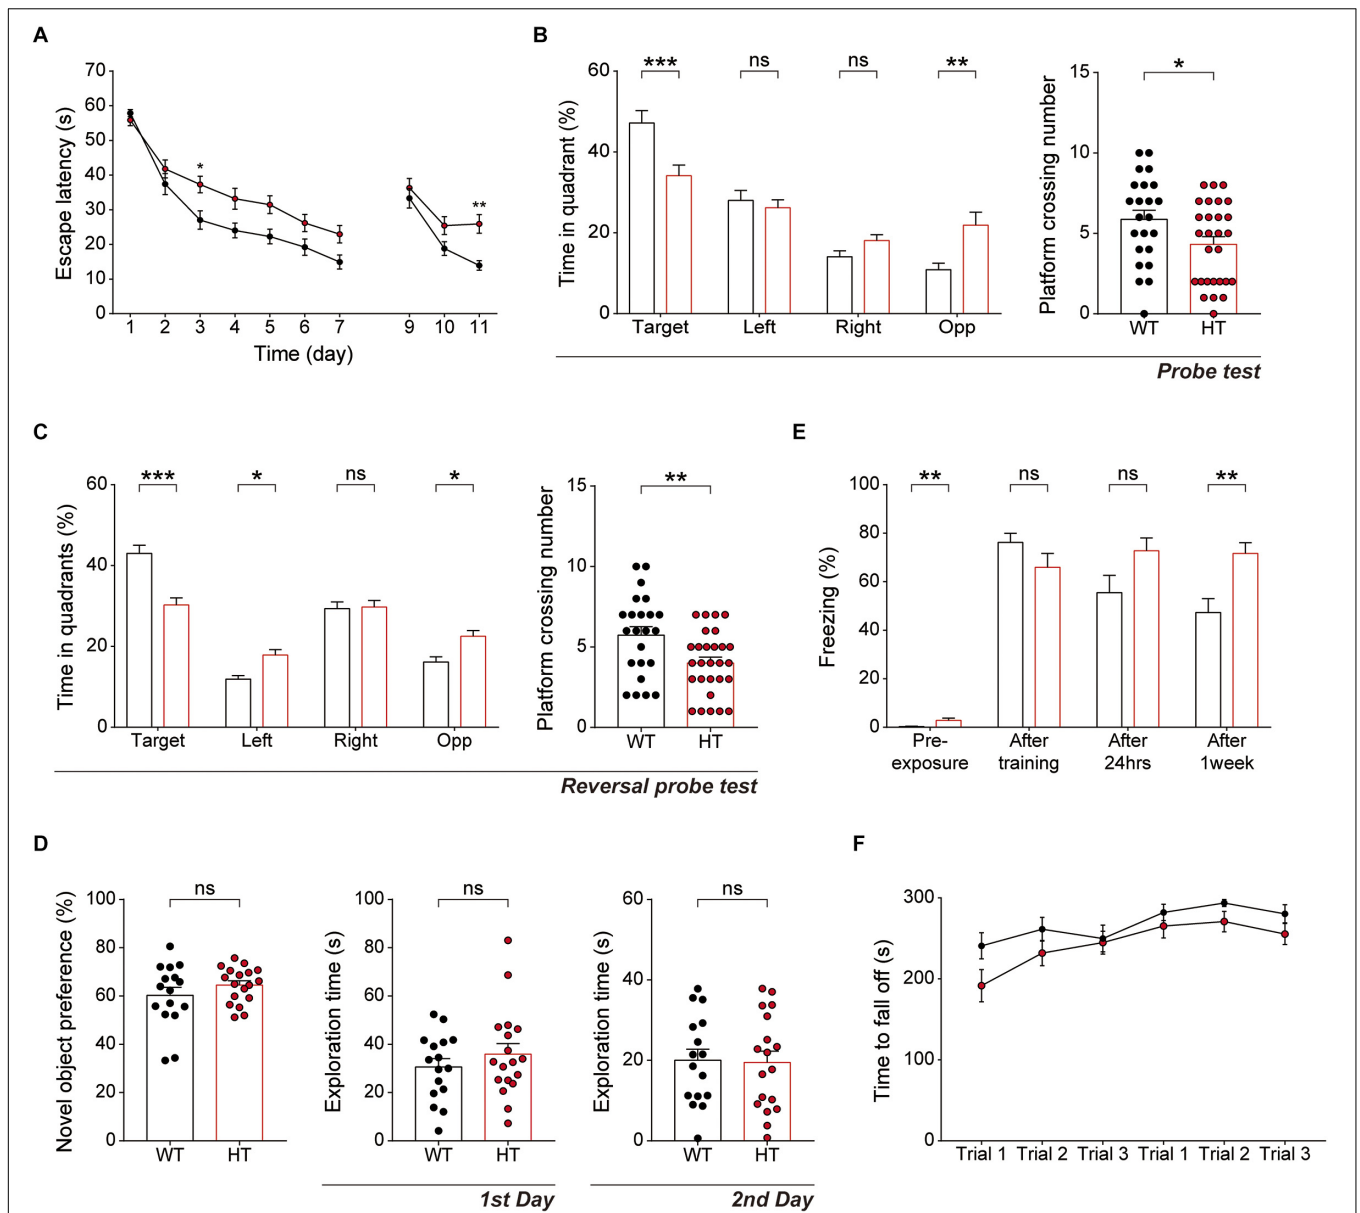 A
70
60
50
40
30
20
10
0
Escape latency (s)
*
**
1 2 3 4 5 6 7 9 10 11
Time (day)
B
60
40
20
0
Time in quadrant (%)
*** ns ns **
Target Left Right Opp
15
10
5
0
Platform crossing number
*
WT HT
Probe test
C
60
40
20
0
Time in quadrants (%)
*** * ns *
Target Left Right Opp
15
10
5
0
Platform crossing number
**
WT HT
Reversal probe test
E
100
80
60
40
20
0
Freezing (%)
** ns ns **
Pre- After After After
exposure training 24hrs 1week
D
100
80
60
40
20
0
Novel object preference (%)
ns
WT HT
100
80
60
40
20
0
Exploration time (s)
ns
WT HT
1st Day
60
40
20
0
Exploration time (s)
ns
WT HT
2nd Day
F
300
200
100
0
Time to fall off (s)
Trial 1 Trial 2 Trial 3 Trial 1 Trial 2 Trial 3